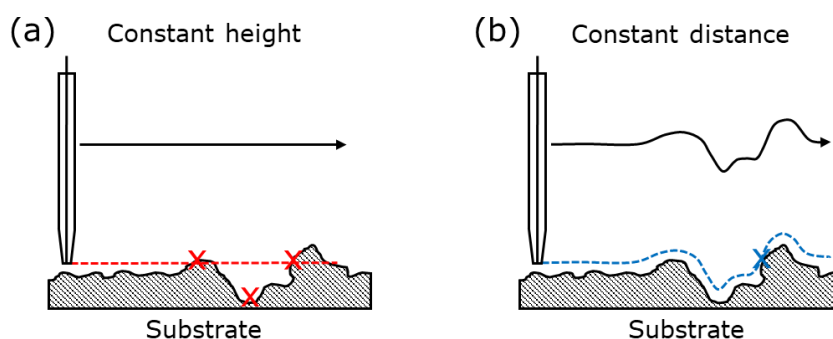 (a)
Constant height
Substrate
(b)
Constant distance
Substrate